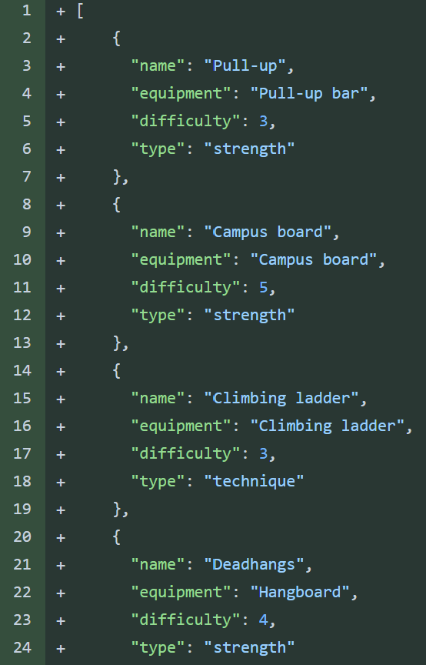 1 + [
2 + {
3 + "name": "Pull-up",
4 + "equipment": "Pull-up bar",
5 + "difficulty": 3,
6 + "type": "strength"
7 + },
8 + {
9 + "name": "Campus board",
10 + "equipment": "Campus board",
11 + "difficulty": 5,
12 + "type": "strength"
13 + },
14 + {
15 + "name": "Climbing ladder",
16 + "equipment": "Climbing ladder",
17 + "difficulty": 3,
18 + "type": "technique"
19 + },
20 + {
21 + "name": "Deadhangs",
22 + "equipment": "Hangboard",
23 + "difficulty": 4,
24 + "type": "strength"